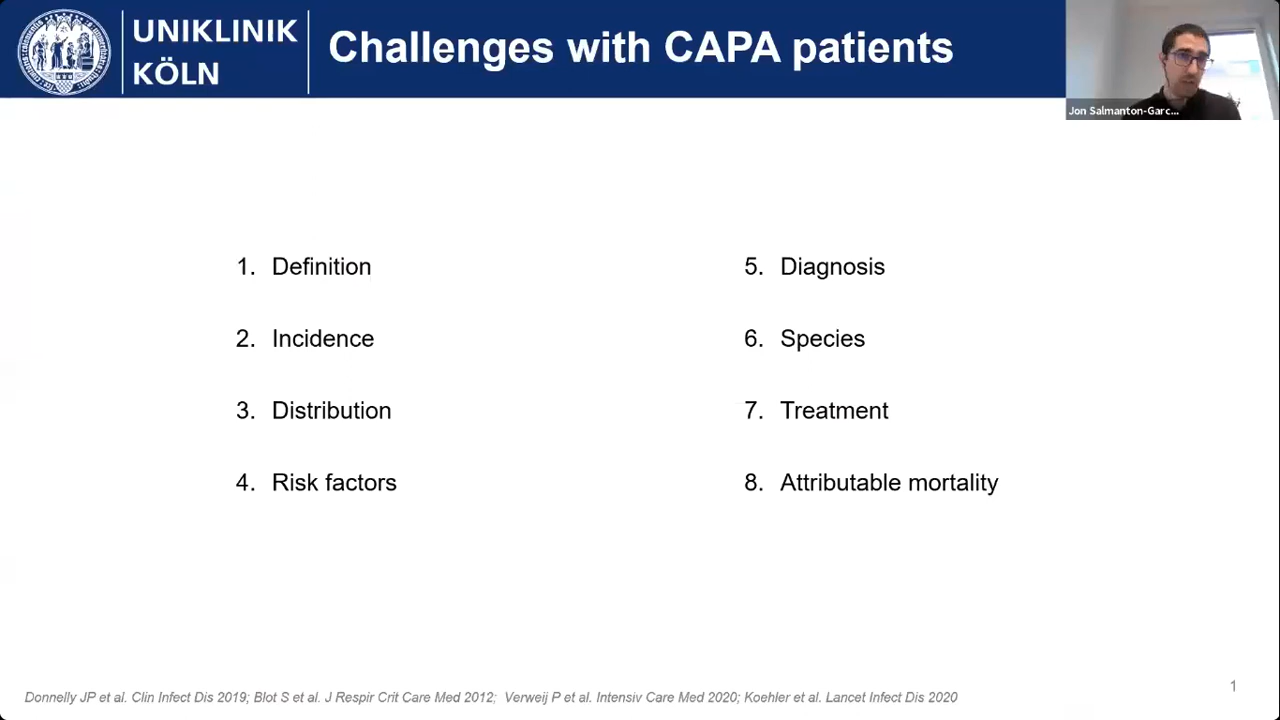 UNIKLINIK
KÖLN
Challenges with CAPA patients
Jon Salmanton-Garc...
1. Definition
2. Incidence
3. Distribution
4. Risk factors
5. Diagnosis
6. Species
7. Treatment
8. Attributable mortality
Donnelly JP et al. Clin Infect Dis 2019; Blot S et al. J Respir Crit Care Med 2012; Verweij P et al. Intensiv Care Med 2020; Koehler et al. Lancet Infect Dis 2020
1